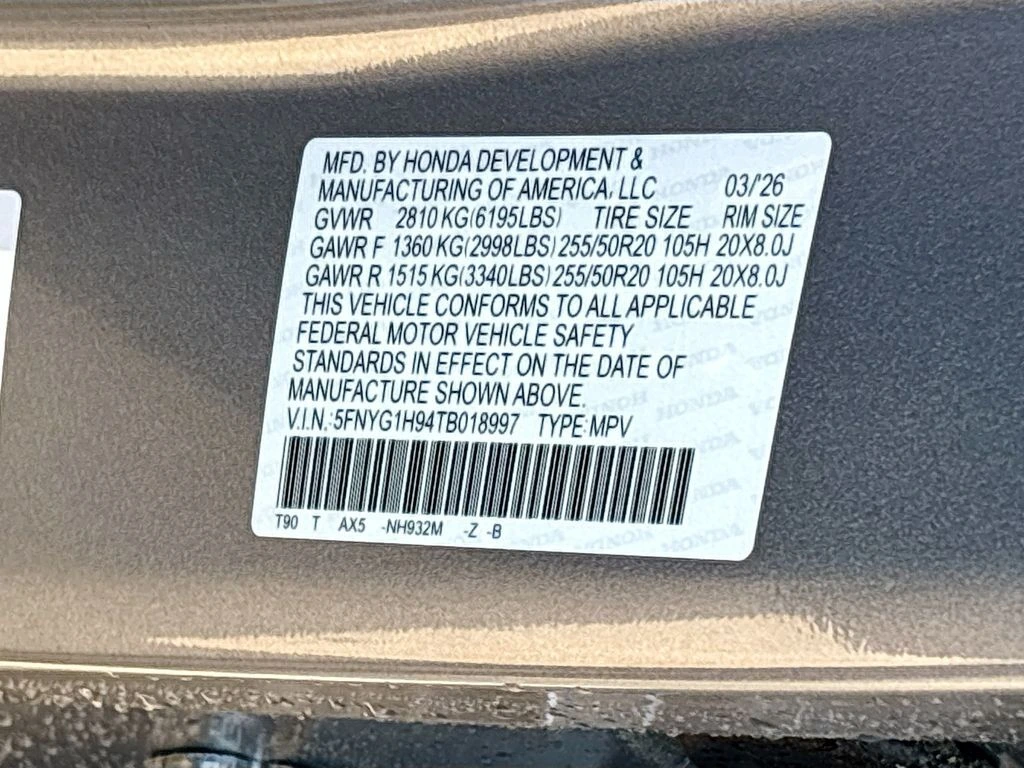 MFD. BY HONDA DEVELOPMENT &
MANUFACTURING OF AMERICA, LLC 03/'26
GVWR 2810 KG(6195LBS) TIRE SIZE RIM SIZE
GAWR F 1360 KG(2998LBS) 255/50R20 105H 20X8.0J
GAWR R 1515 KG(3340LBS) 255/50R20 105H 20X8.0J
THIS VEHICLE CONFORMS TO ALL APPLICABLE
FEDERAL MOTOR VEHICLE SAFETY
STANDARDS IN EFFECT ON THE DATE OF
MANUFACTURE SHOWN ABOVE.
V.I.N.:5FNYG1H94TB018997 TYPE:MPV
T90 T AX5 -NH932M -Z -B